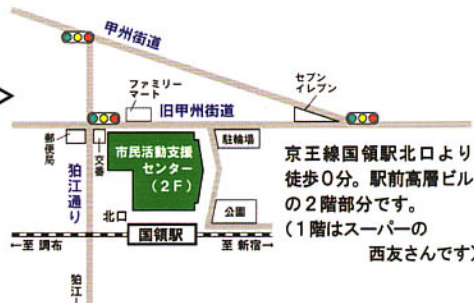 甲州街道
ファミリー
マート
セブン
イレブン
旧甲州街道
郵便局
交番
市民活動支援
センター
(2F)
駐輪場
狛江通り
北口
公園
国領駅
←至 調布
至 新宿→
狛江
京王線国領駅北口より
徒歩0分。駅前高層ビル
の2階部分です。
(1階はスーパーの
西友さんです)